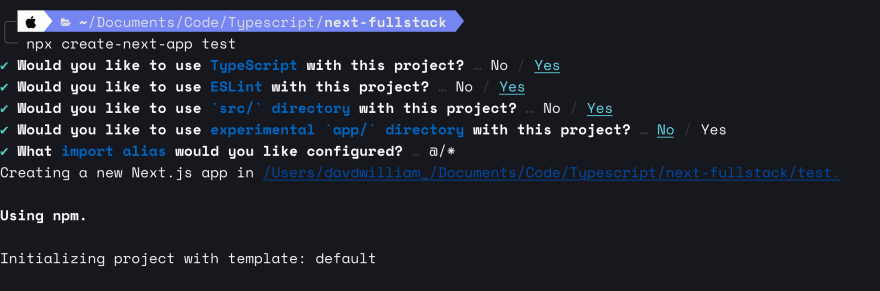 ~/Documents/Code/Typescript/next-fullstack
npx create-next-app test
✔ Would you like to use TypeScript with this project? … No / Yes
✔ Would you like to use ESLint with this project? … No / Yes
✔ Would you like to use `src/` directory with this project? … No / Yes
✔ Would you like to use experimental `app/` directory with this project? … No / Yes
✔ What import alias would you like configured? … @/*
Creating a new Next.js app in /Users/davdwilliam_/Documents/Code/Typescript/next-fullstack/test.
Using npm.
Initializing project with template: default